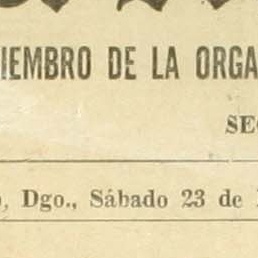 IEMBRO DE LA ORGA
SE
, Dgo., Sábado 23 de